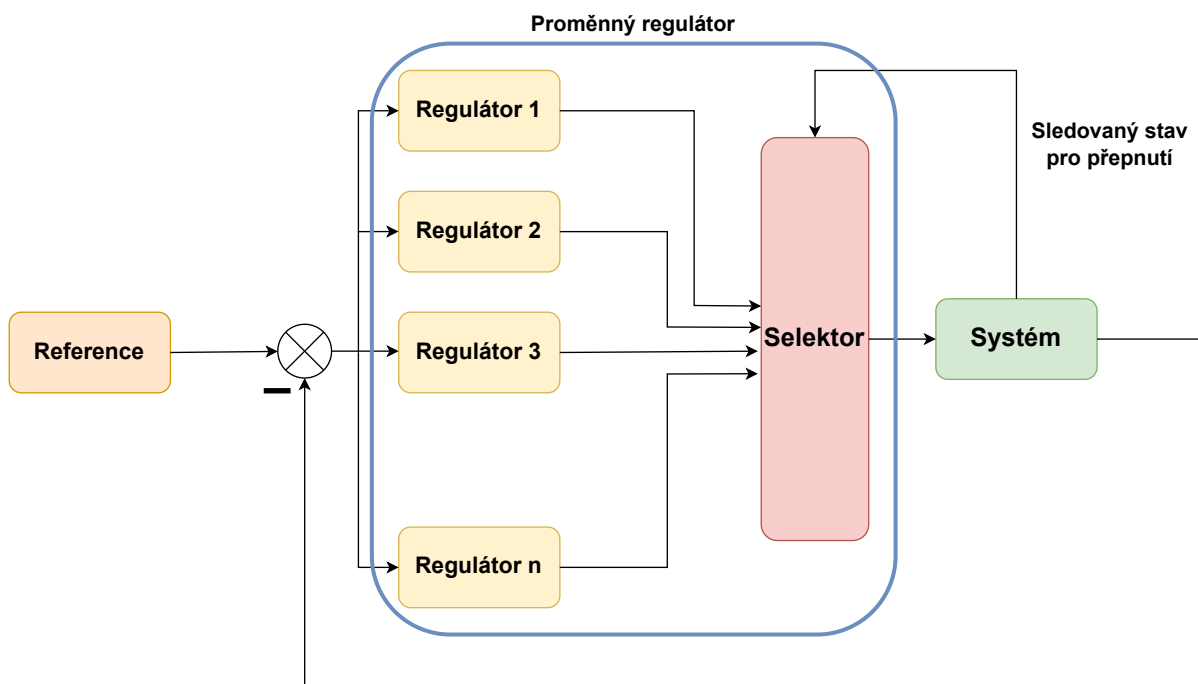 Proměnný regulátor
Regulátor 1
Sledovaný stav
pro přepnutí
Regulátor 2
Reference
Regulátor 3
Selektor
Systém
Regulátor n